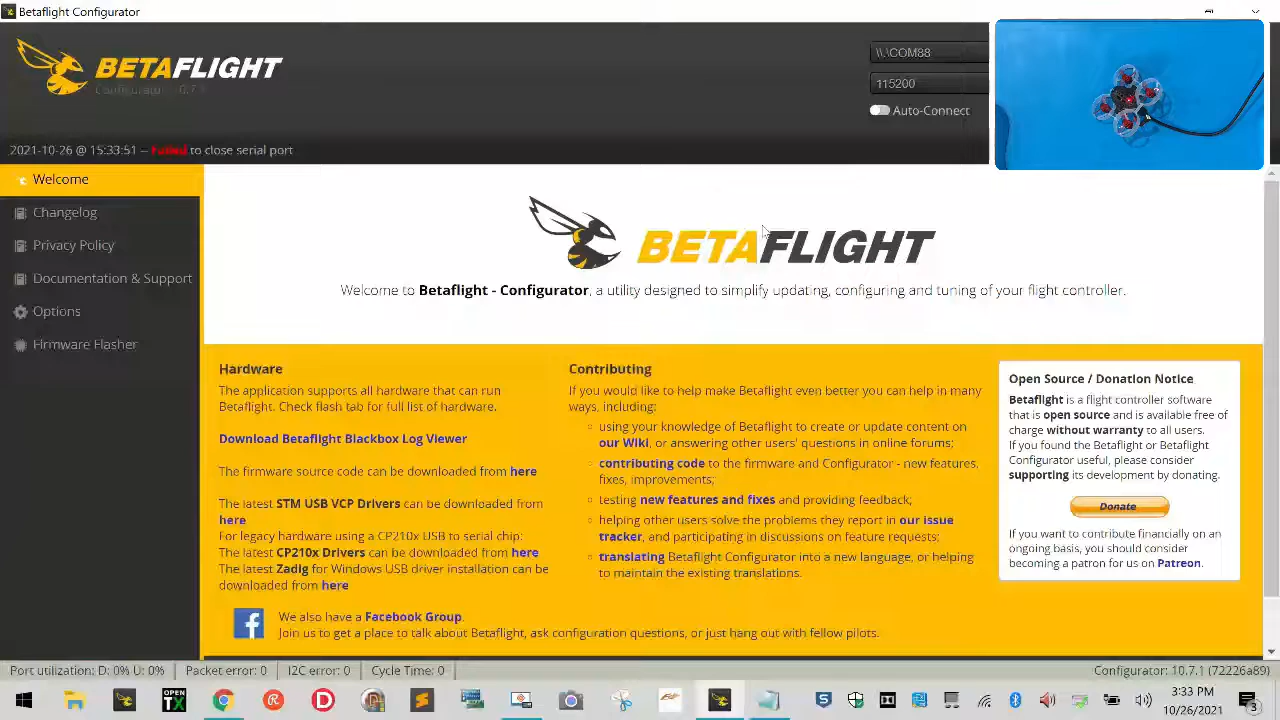 Betaflight Configurator
BETAFLIGHT
\\.\COM88
115200
Auto-Connect
2021-10-26 @ 15:33:51 -- Failed to close serial port
Welcome
Changelog
Privacy Policy
Documentation & Support
Options
Firmware Flasher
BETAFLIGHT
Welcome to Betaflight - Configurator, a utility designed to simplify updating, configuring and tuning of your flight controller.
Hardware
The application supports all hardware that can run
Betaflight. Check flash tab for full list of hardware.
Download Betaflight Blackbox Log Viewer
The firmware source code can be downloaded from here
The latest STM USB VCP Drivers can be downloaded from
here
For legacy hardware using a CP210x USB to serial chip:
The latest CP210x Drivers can be downloaded from here
The latest Zadig for Windows USB driver installation can be
downloaded from here
Contributing
If you would like to help make Betaflight even better you can help in many
ways, including:
using your knowledge of Betaflight to create or update content on
our Wiki, or answering other users' questions in online forums;
contributing code to the firmware and Configurator - new features,
fixes, improvements;
testing new features and fixes and providing feedback;
helping other users solve the problems they report in our issue
tracker, and participating in discussions on feature requests;
translating Betaflight Configurator into a new language, or helping
to maintain the existing translations.
Open Source / Donation Notice
Betaflight is a flight controller software
that is open source and is available free of
charge without warranty to all users.
If you found the Betaflight or Betaflight
Configurator useful, please consider
supporting its development by donating.
Donate
If you want to contribute financially on an
ongoing basis, you should consider
becoming a patron for us on Patreon.
We also have a Facebook Group.
Join us to get a place to talk about Betaflight, ask configuration questions, or just hang out with fellow pilots.
Port utilization: D: 0% U: 0%
Packet error: 0
I2C error: 0
Cycle Time: 0
Configurator: 10.7.1 (72226a89)
OPEN
TX
3:33 PM
10/26/2021
3